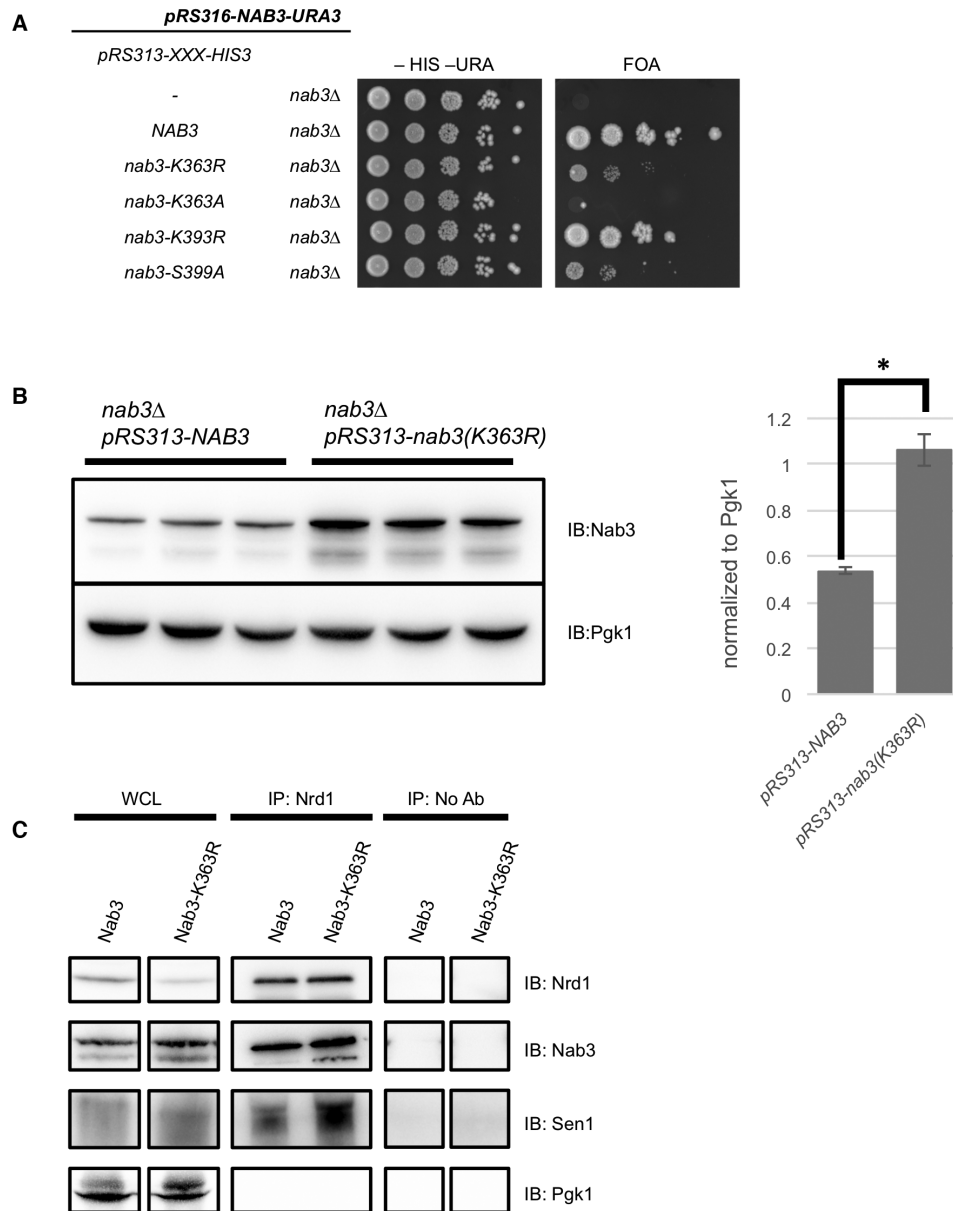 A
pRS316-NAB3-URA3
pRS313-XXX-HIS3
– HIS –URA
FOA
- nab3Δ
NAB3 nab3Δ
nab3-K363R nab3Δ
nab3-K363A nab3Δ
nab3-K393R nab3Δ
nab3-S399A nab3Δ
B
nab3Δ
pRS313-NAB3
nab3Δ
pRS313-nab3(K363R)
IB:Nab3
IB:Pgk1
*
normalized to Pgk1
1.2
1
0.8
0.6
0.4
0.2
0
pRS313-NAB3
pRS313-nab3(K363R)
C
WCL
IP: Nrd1
IP: No Ab
Nab3
Nab3-K363R
Nab3
Nab3-K363R
Nab3
Nab3-K363R
IB: Nrd1
IB: Nab3
IB: Sen1
IB: Pgk1